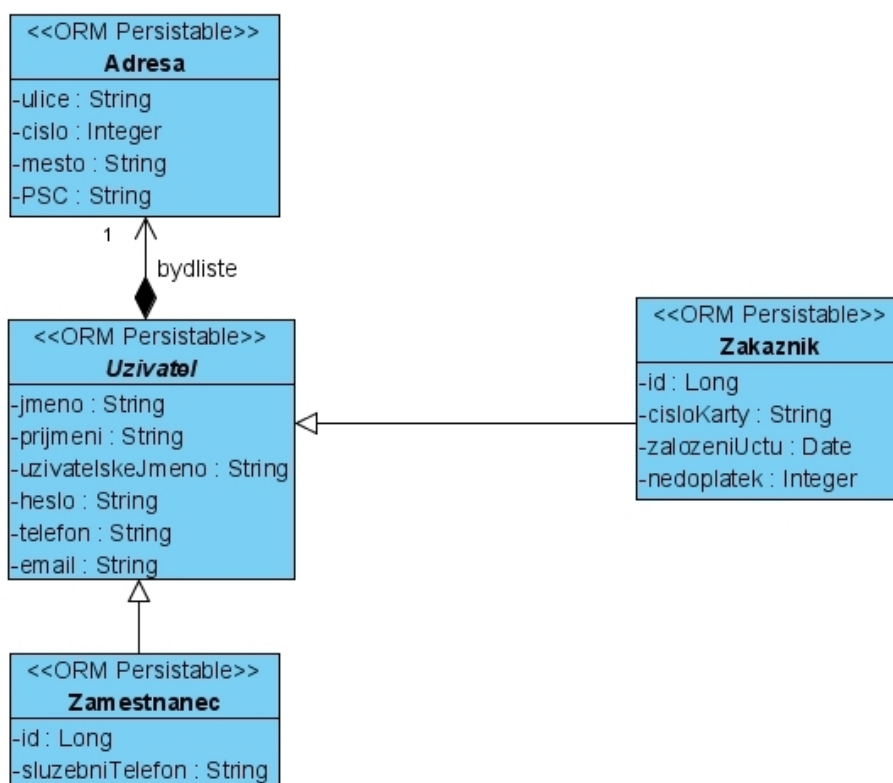 <<ORM Persistable>>
Adresa
-ulice : String
-cislo : Integer
-mesto : String
-PSC : String
1
bydliste
<<ORM Persistable>>
Uzivatel
-jmeno : String
-prijmeni : String
-uzivatelskeJmeno : String
-heslo : String
-telefon : String
-email : String
<<ORM Persistable>>
Zakaznik
-id : Long
-cisloKarty : String
-zalozeniUctu : Date
-nedoplatek : Integer
<<ORM Persistable>>
Zamestnanec
-id : Long
-sluzebniTelefon : String